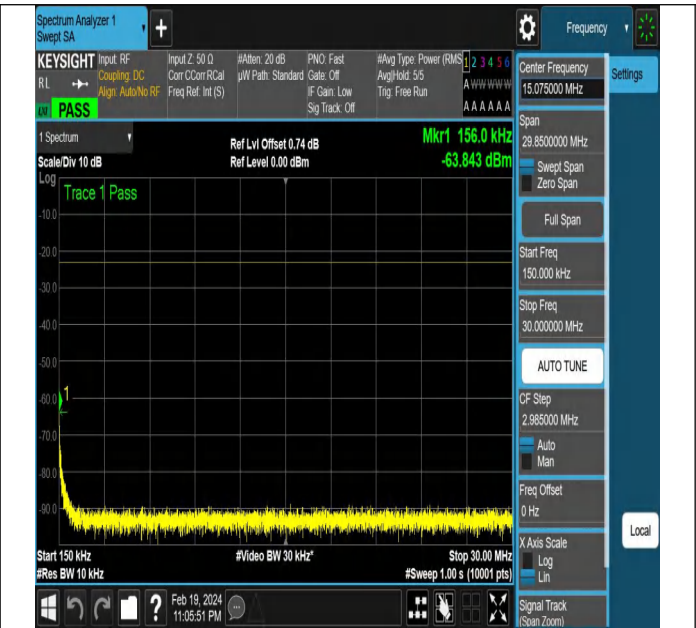 Spectrum Analyzer 1
Swept SA
+
Frequency
KEYSIGHT
RL
PASS
Input: RF
Coupling: DC
Align: Auto/No RF
Input Z: 50 Ω
Corr CCorr RCal
Freq Ref: Int (S)
#Atten: 20 dB
µW Path: Standard
PNO: Fast
Gate: Off
IF Gain: Low
Sig Track: Off
#Avg Type: Power (RMS
Avg|Hold: 5/5
Trig: Free Run
1 2 3 4 5 6
A W W W W W
A A A A A A
1 Spectrum
Scale/Div 10 dB
Ref Lvl Offset 0.74 dB
Ref Level 0.00 dBm
Mkr1 156.0 kHz
-63.843 dBm
Log
Trace 1 Pass
-10.0
-20.0
-30.0
-40.0
-50.0
-60.0
1
-70.0
-80.0
-90.0
Start 150 kHz
#Video BW 30 kHz*
Stop 30.00 MHz
#Res BW 10 kHz
#Sweep 1.00 s (10001 pts)
Feb 19, 2024
11:05:51 PM
?
Center Frequency
15.075000 MHz
Settings
Span
29.8500000 MHz
Swept Span
Zero Span
Full Span
Start Freq
150.000 kHz
Stop Freq
30.000000 MHz
AUTO TUNE
CF Step
2.985000 MHz
Auto
Man
Freq Offset
0 Hz
Local
X Axis Scale
Log
Lin
Signal Track
(Span Zoom)